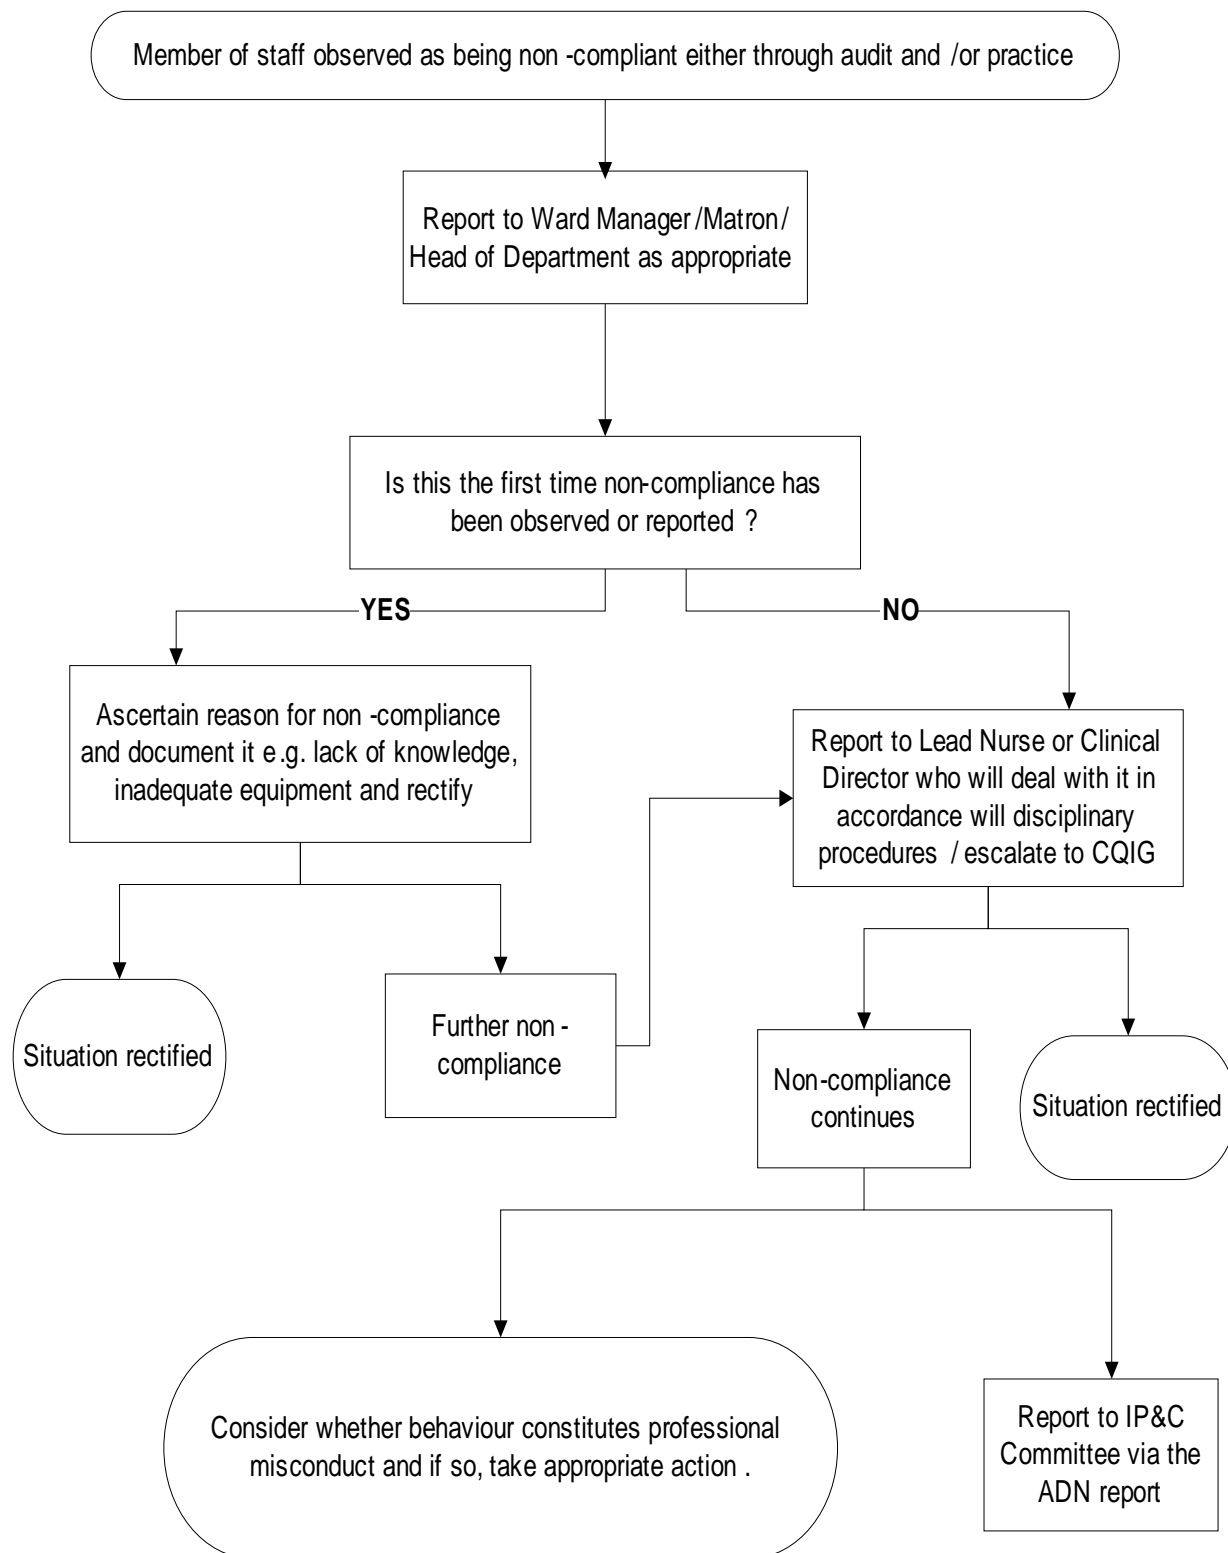 Member of staff observed as being non -compliant either through audit and /or practice
Report to Ward Manager /Matron /
Head of Department as appropriate
Is this the first time non-compliance has
been observed or reported ?
YES
NO
Ascertain reason for non -compliance
and document it e.g. lack of knowledge,
inadequate equipment and rectify
Report to Lead Nurse or Clinical
Director who will deal with it in
accordance will disciplinary
procedures / escalate to CQIG
Situation rectified
Further non -
compliance
Non-compliance
continues
Situation rectified
Consider whether behaviour constitutes professional
misconduct and if so, take appropriate action .
Report to IP&C
Committee via the
ADN report